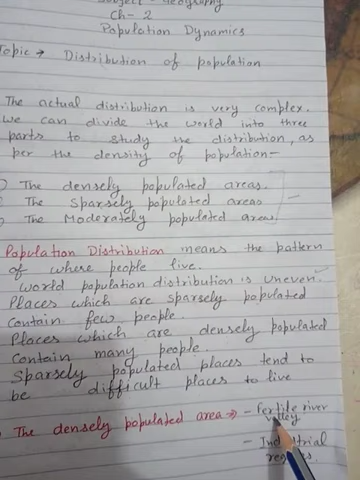 Subject - Geography
Ch- 2
Population Dynamics
Topic → Distribution of population
The actual distribution is very complex.
we can divide the world into three
parts to study the distribution, as
per the density of population-
The densely populated areas.
The Sparsely populated areas
The Moderately populated areas
Population Distribution means the pattern
of where people live.
world population distribution is uneven.
Places which are sparsely populated
contain few people.
Places which are densely populated
contain many people.
Sparsely populated places tend to
be difficult places to live
The densely populated area → - Fertile river
valley
- Industrial